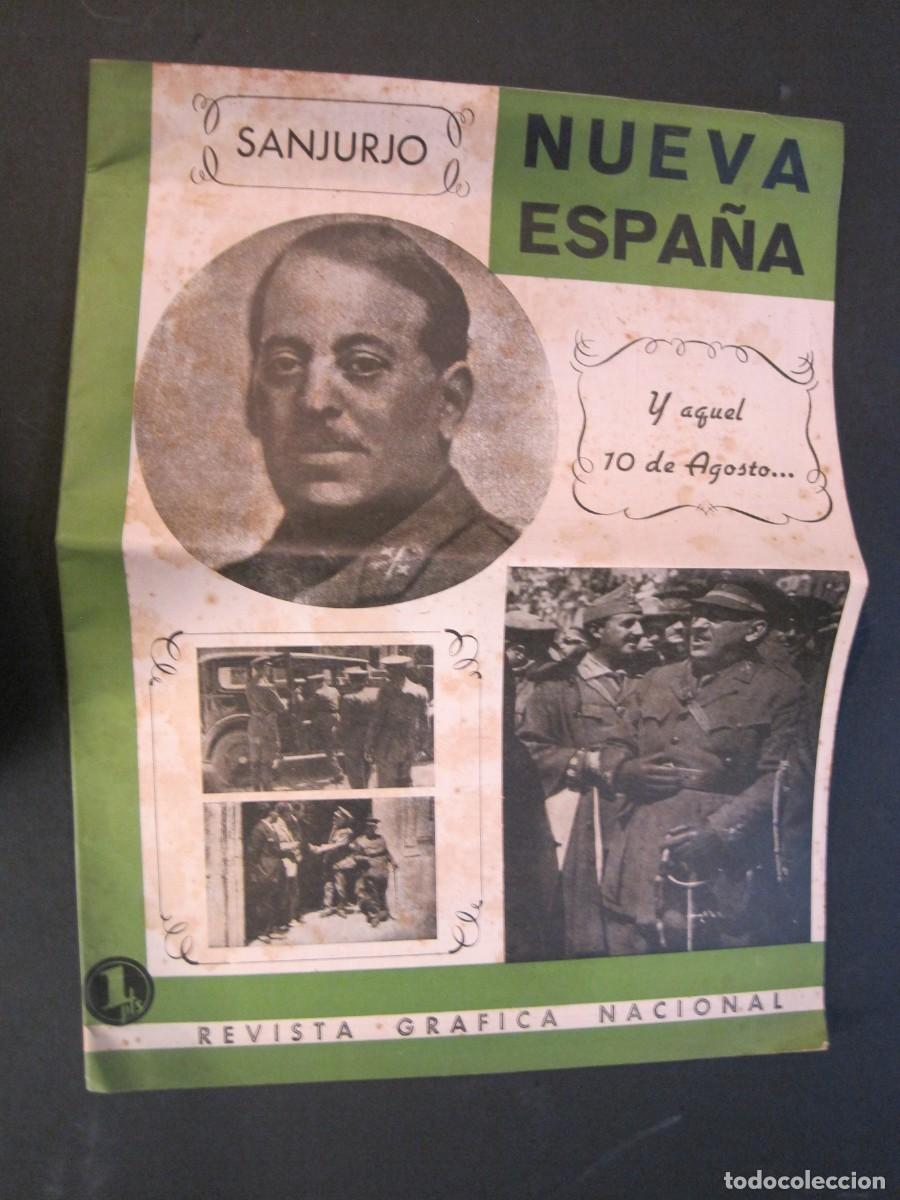 SANJURJO
NUEVA
ESPAÑA
Y aquel
10 de Agosto...
1 pts
REVISTA GRAFICA NACIONAL
todocoleccion